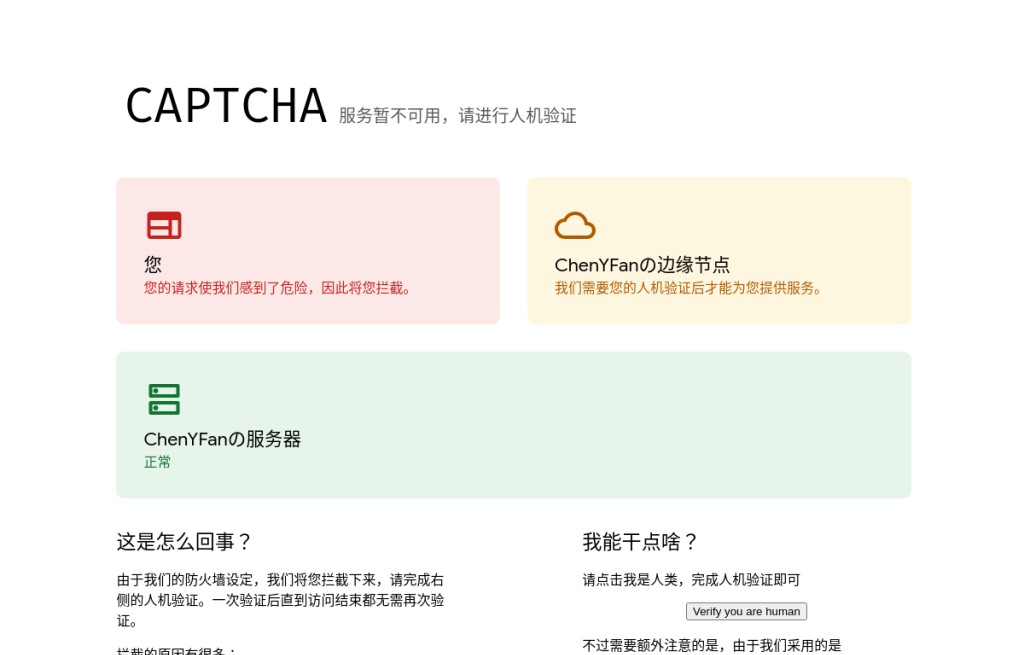 CAPTCHA 服务暂不可用，请进行人机验证
您
您的请求使我们感到了危险，因此将您拦截。
ChenYFanの边缘节点
我们需要您的人机验证后才能为您提供服务。
ChenYFanの服务器
正常
这是怎么回事？
由于我们的防火墙设定，我们将您拦截下来，请完成右
侧的人机验证。一次验证后直到访问结束都无需再次验
证。
拦截的原因有很多：
我能干点啥？
请点击我是人类，完成人机验证即可
Verify you are human
不过需要额外注意的是，由于我们采用的是